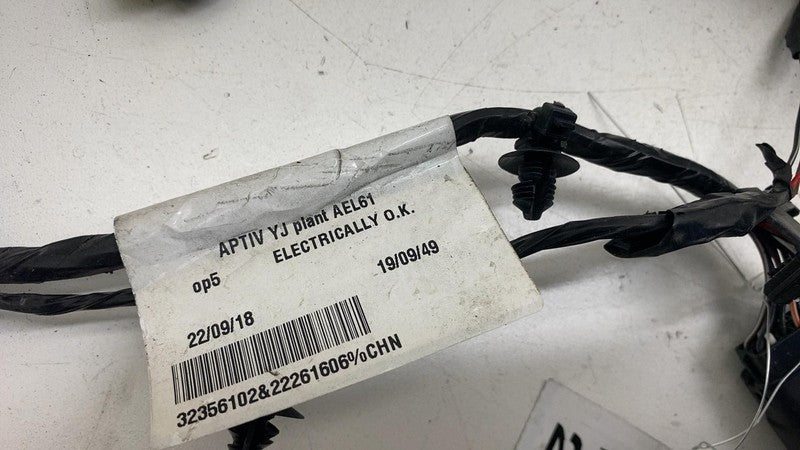 APTIV YJ plant AEL61
ELECTRICALLY O.K.
op5
19/09/49
22/09/18
32356102&22261606%CHN